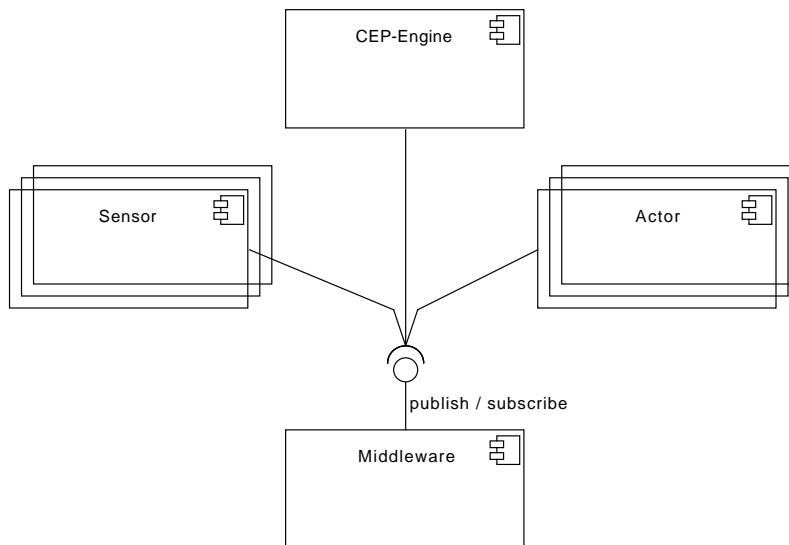 CEP-Engine
Sensor
Actor
publish / subscribe
Middleware